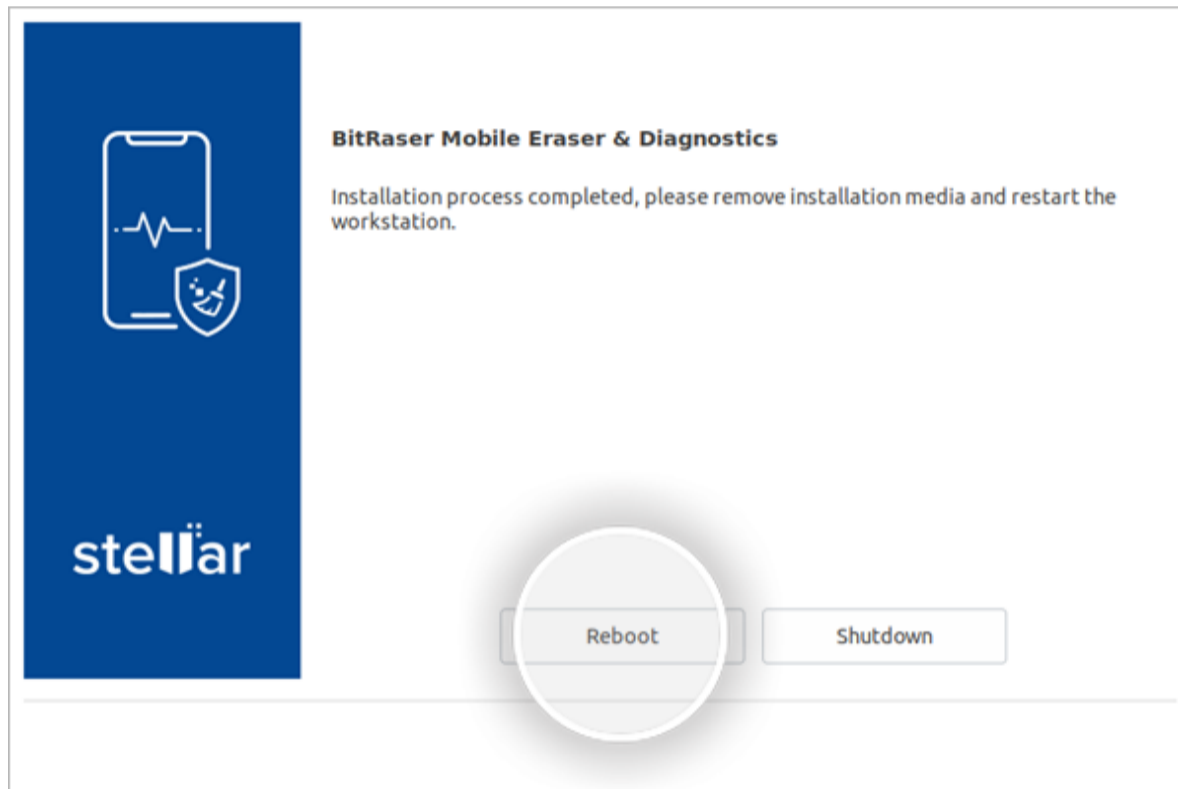 BitRaser Mobile Eraser & Diagnostics
Installation process completed, please remove installation media and restart the
workstation.
stellar
Reboot
Shutdown